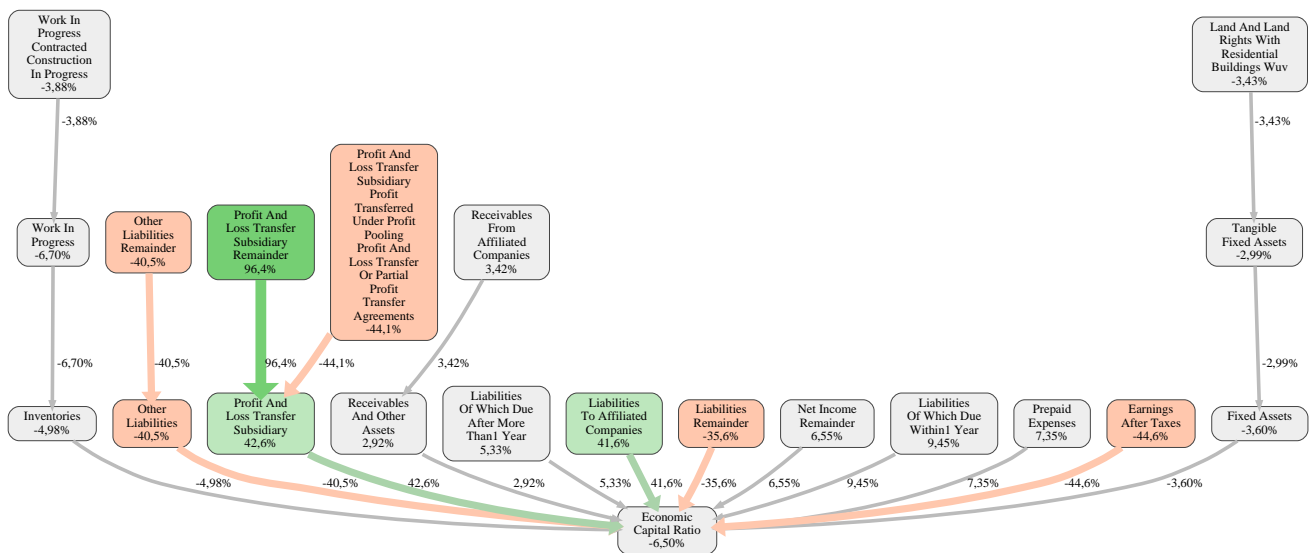 Work In
Progress
Contracted
Construction
In Progress
-3,88%
Land And Land
Rights With
Residential
Buildings Wuv
-3,43%
-3,88%
-3,43%
Work In
Progress
-6,70%
Other
Liabilities
Remainder
-40,5%
Profit And
Loss Transfer
Subsidiary
Remainder
96,4%
Profit And
Loss Transfer
Subsidiary
Profit
Transferred
Under Profit
Pooling
Profit And
Loss Transfer
Or Partial
Profit
Transfer
Agreements
-44,1%
Receivables
From
Affiliated
Companies
3,42%
Tangible
Fixed Assets
-2,99%
-6,70%
-40,5%
96,4%
-44,1%
3,42%
-2,99%
Inventories
-4,98%
Other
Liabilities
-40,5%
Profit And
Loss Transfer
Subsidiary
42,6%
Receivables
And Other
Assets
2,92%
Liabilities
Of Which Due
After More
Than1 Year
5,33%
Liabilities
To Affiliated
Companies
41,6%
Liabilities
Remainder
-35,6%
Net Income
Remainder
6,55%
Liabilities
Of Which Due
Within1 Year
9,45%
Prepaid
Expenses
7,35%
Earnings
After Taxes
-44,6%
Fixed Assets
-3,60%
-4,98%
-40,5%
42,6%
2,92%
5,33%
41,6%
-35,6%
6,55%
9,45%
7,35%
-44,6%
-3,60%
Economic
Capital Ratio
-6,50%